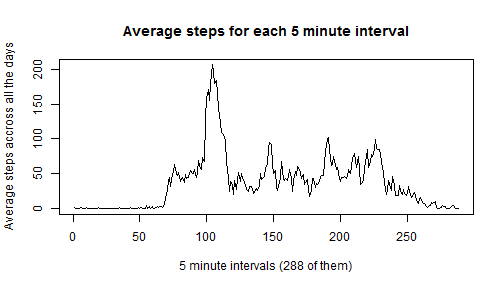 Average steps for each 5 minute interval
Average steps accross all the days
200
150
100
50
0
0 50 100 150 200 250
5 minute intervals (288 of them)